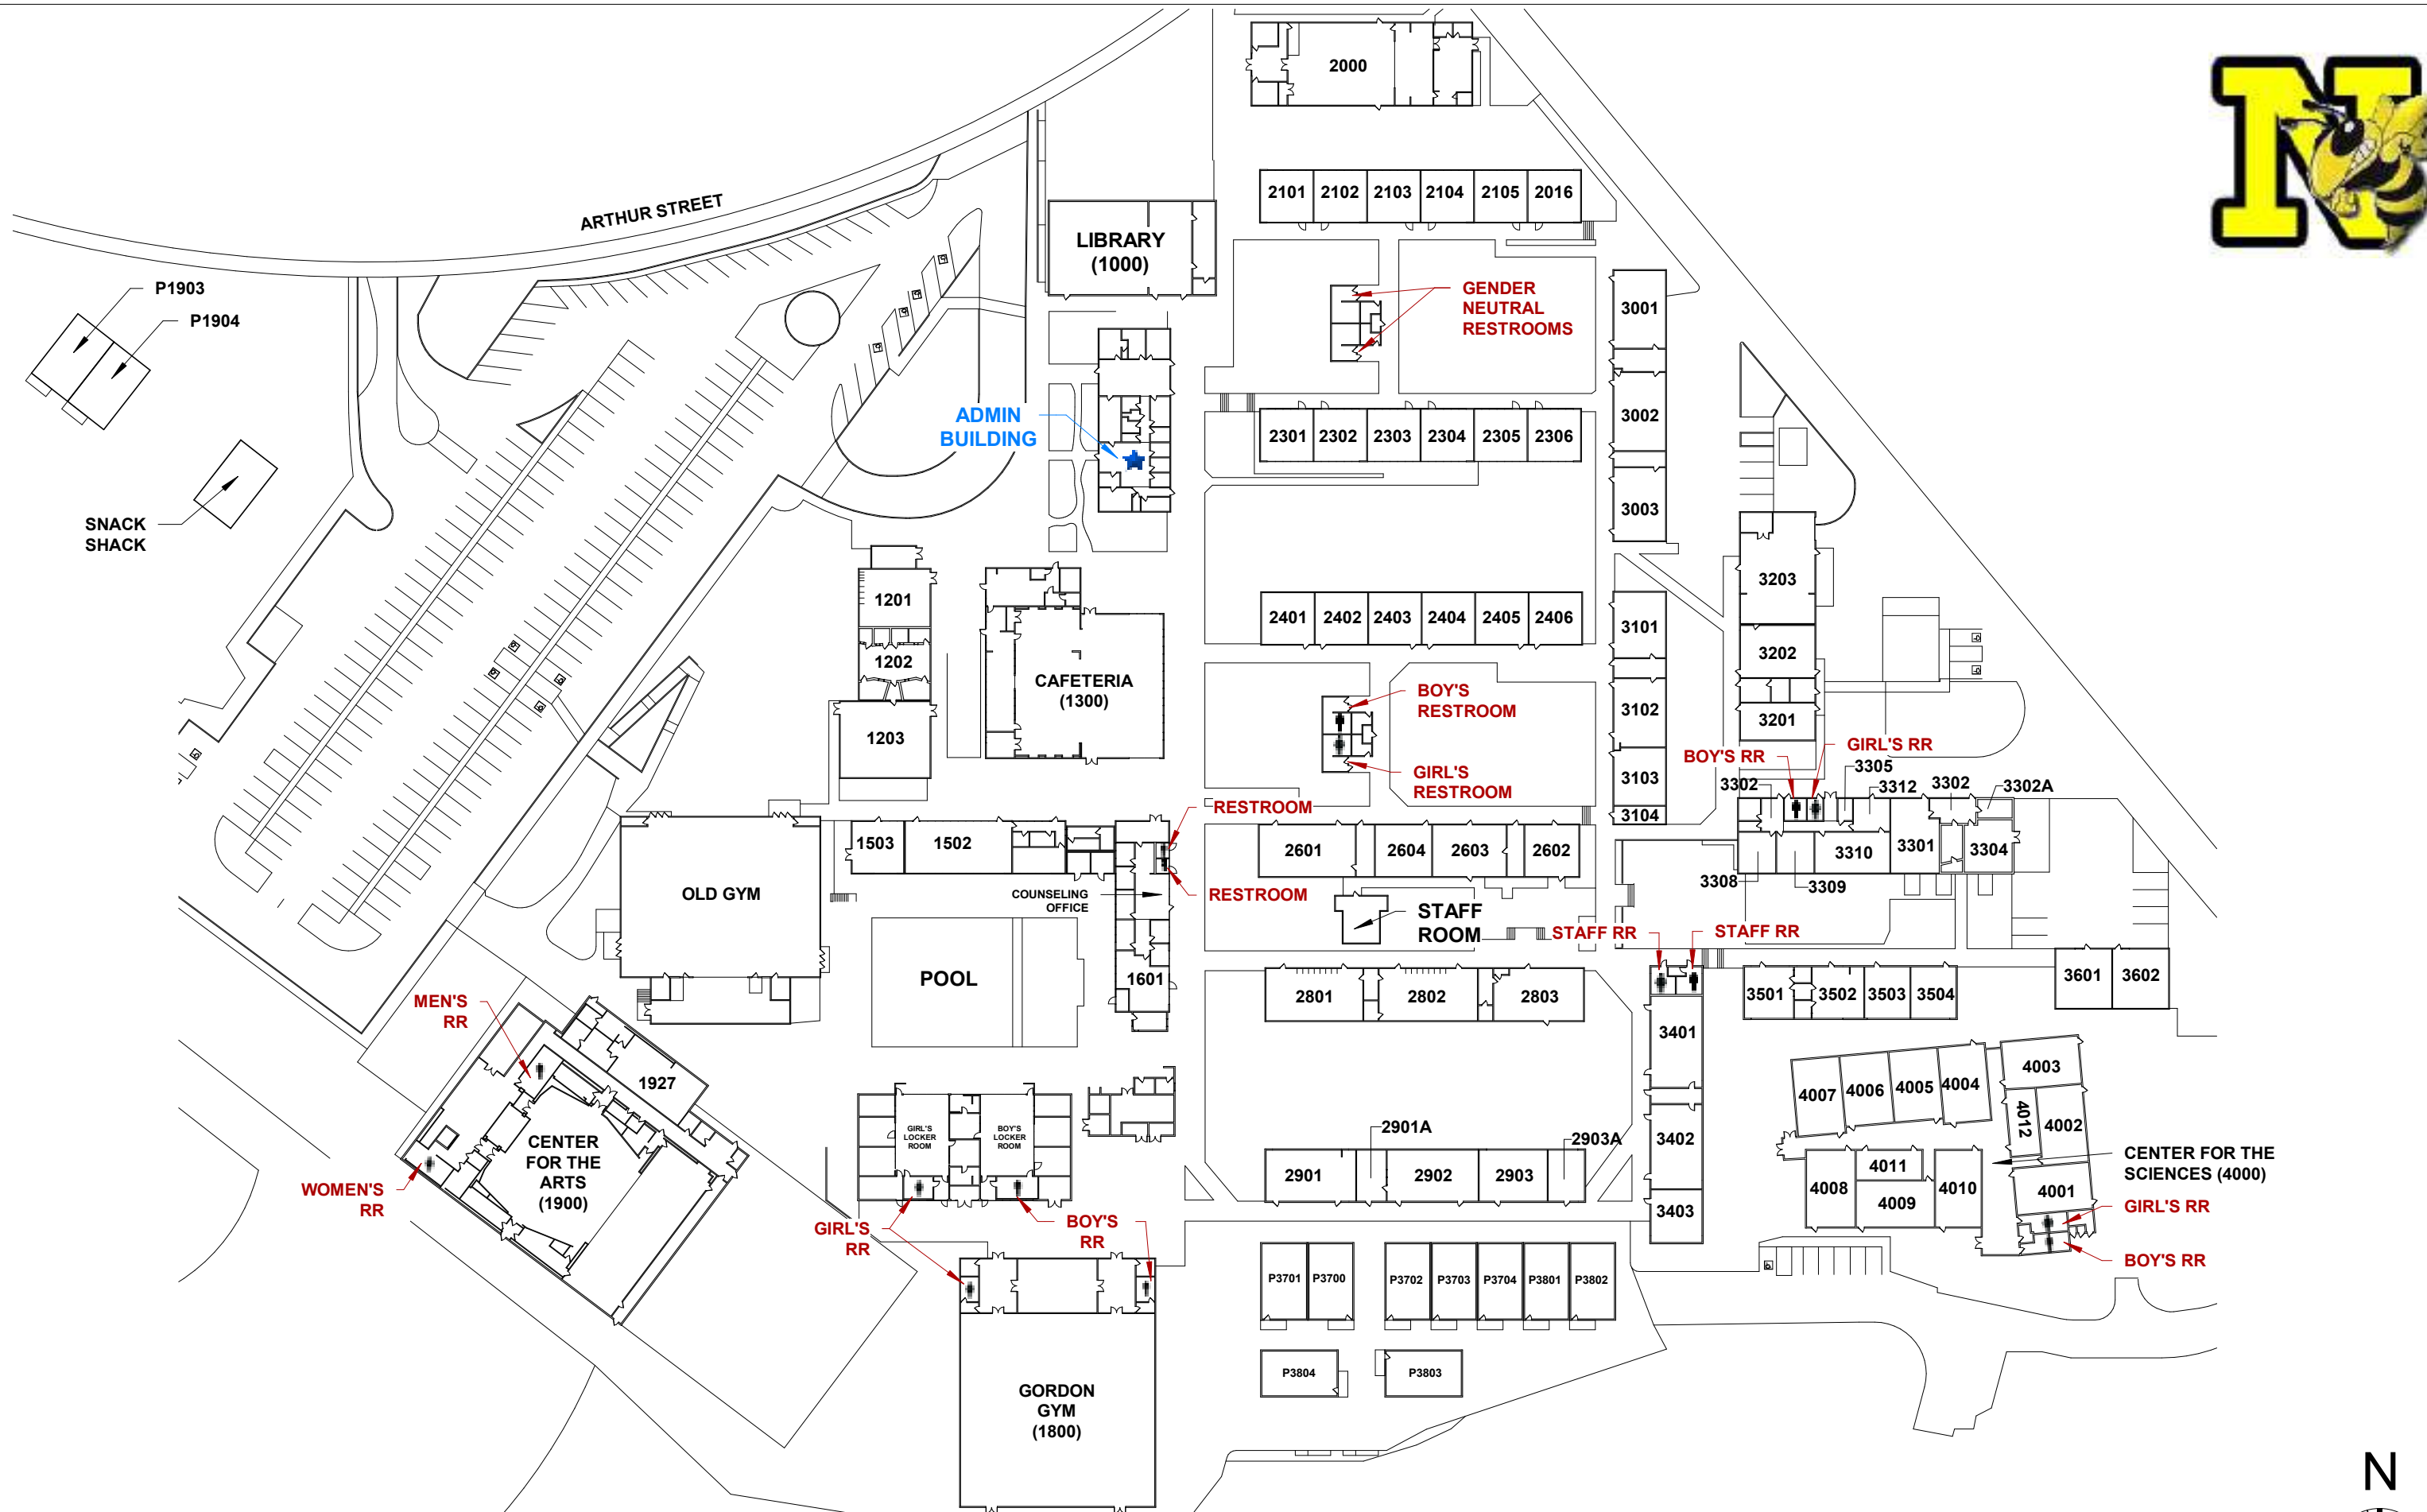 2000
ARTHUR STREET
2101 2102 2103 2104 2105 2016
LIBRARY
(1000)
P1903
P1904
GENDER
NEUTRAL
RESTROOMS
3001
3002
3003
ADMIN
BUILDING
2301 2302 2303 2304 2305 2306
SNACK
SHACK
1201
1202
1203
CAFETERIA
(1300)
2401 2402 2403 2404 2405 2406
3101
3102
3103
3104
3203
3202
3201
BOY'S
RESTROOM
GIRL'S
RESTROOM
BOY'S RR
GIRL'S RR
3305
3302
3312
3302
3302A
3301
3304
3310
3308
3309
RESTROOM
RESTROOM
1503
1502
COUNSELING
OFFICE
2601 2604 2603 2602
OLD GYM
STAFF
ROOM
STAFF RR
STAFF RR
POOL
1601
2801 2802 2803
3401
3402
3403
3501 3502 3503 3504
3601 3602
MEN'S
RR
1927
CENTER
FOR THE
ARTS
(1900)
WOMEN'S
RR
GIRL'S
LOCKER
ROOM
BOY'S
LOCKER
ROOM
GIRL'S
RR
BOY'S
RR
2901A
2903A
2901 2902 2903
4007 4006 4005 4004
4003
4012
4002
4001
4008
4011
4009
4010
CENTER FOR THE
SCIENCES (4000)
GIRL'S RR
BOY'S RR
P3701 P3700
P3702 P3703 P3704 P3801 P3802
P3804
P3803
GORDON
GYM
(1800)
N
N